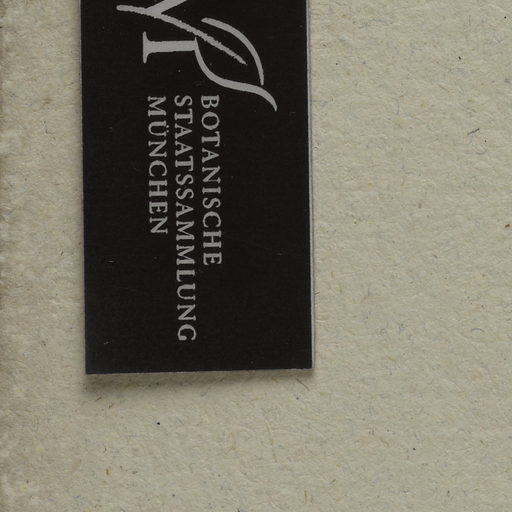 M
BOTANISCHE
STAATSSAMMLUNG
MÜNCHEN